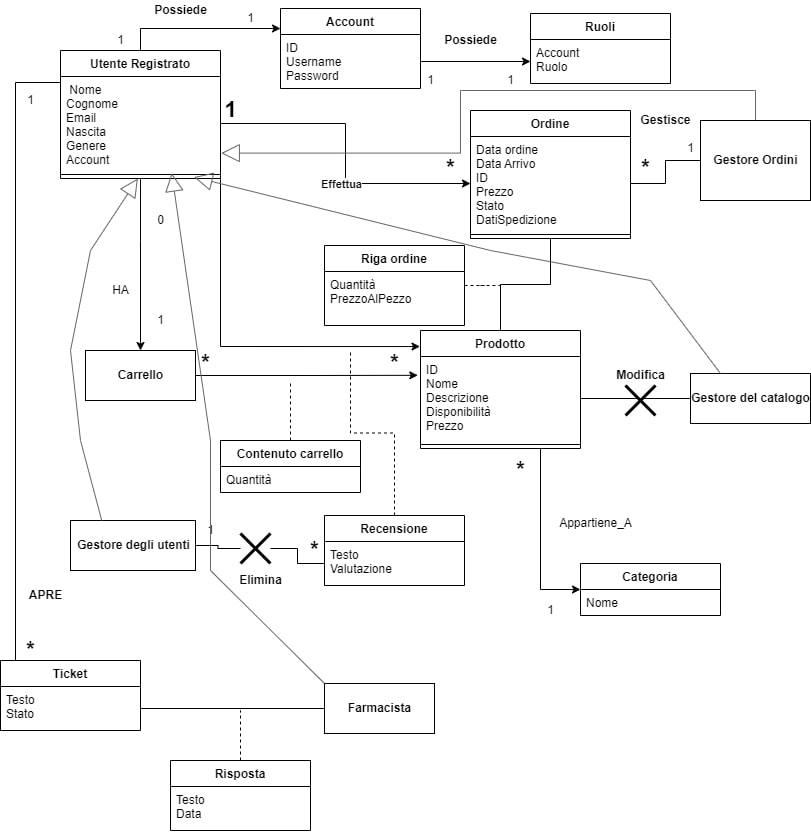 Possiede
1
1
Account
ID
Username
Password
Possiede
1
1
Ruoli
Account
Ruolo
Utente Registrato
Nome
Cognome
Email
Nascita
Genere
Account
1
1
Effettua
*
Ordine
Data ordine
Data Arrivo
ID
Prezzo
Stato
DatiSpedizione
Gestisce
*
1
Gestore Ordini
0
HA
1
Riga ordine
Quantità
PrezzoAlPezzo
Carrello
*
*
Prodotto
ID
Nome
Descrizione
Disponibilità
Prezzo
Modifica
Gestore del catalogo
Contenuto carrello
Quantità
*
Appartiene_A
1
Categoria
Nome
Gestore degli utenti
1
Elimina
*
Recensione
Testo
Valutazione
APRE
*
Ticket
Testo
Stato
Farmacista
Risposta
Testo
Data